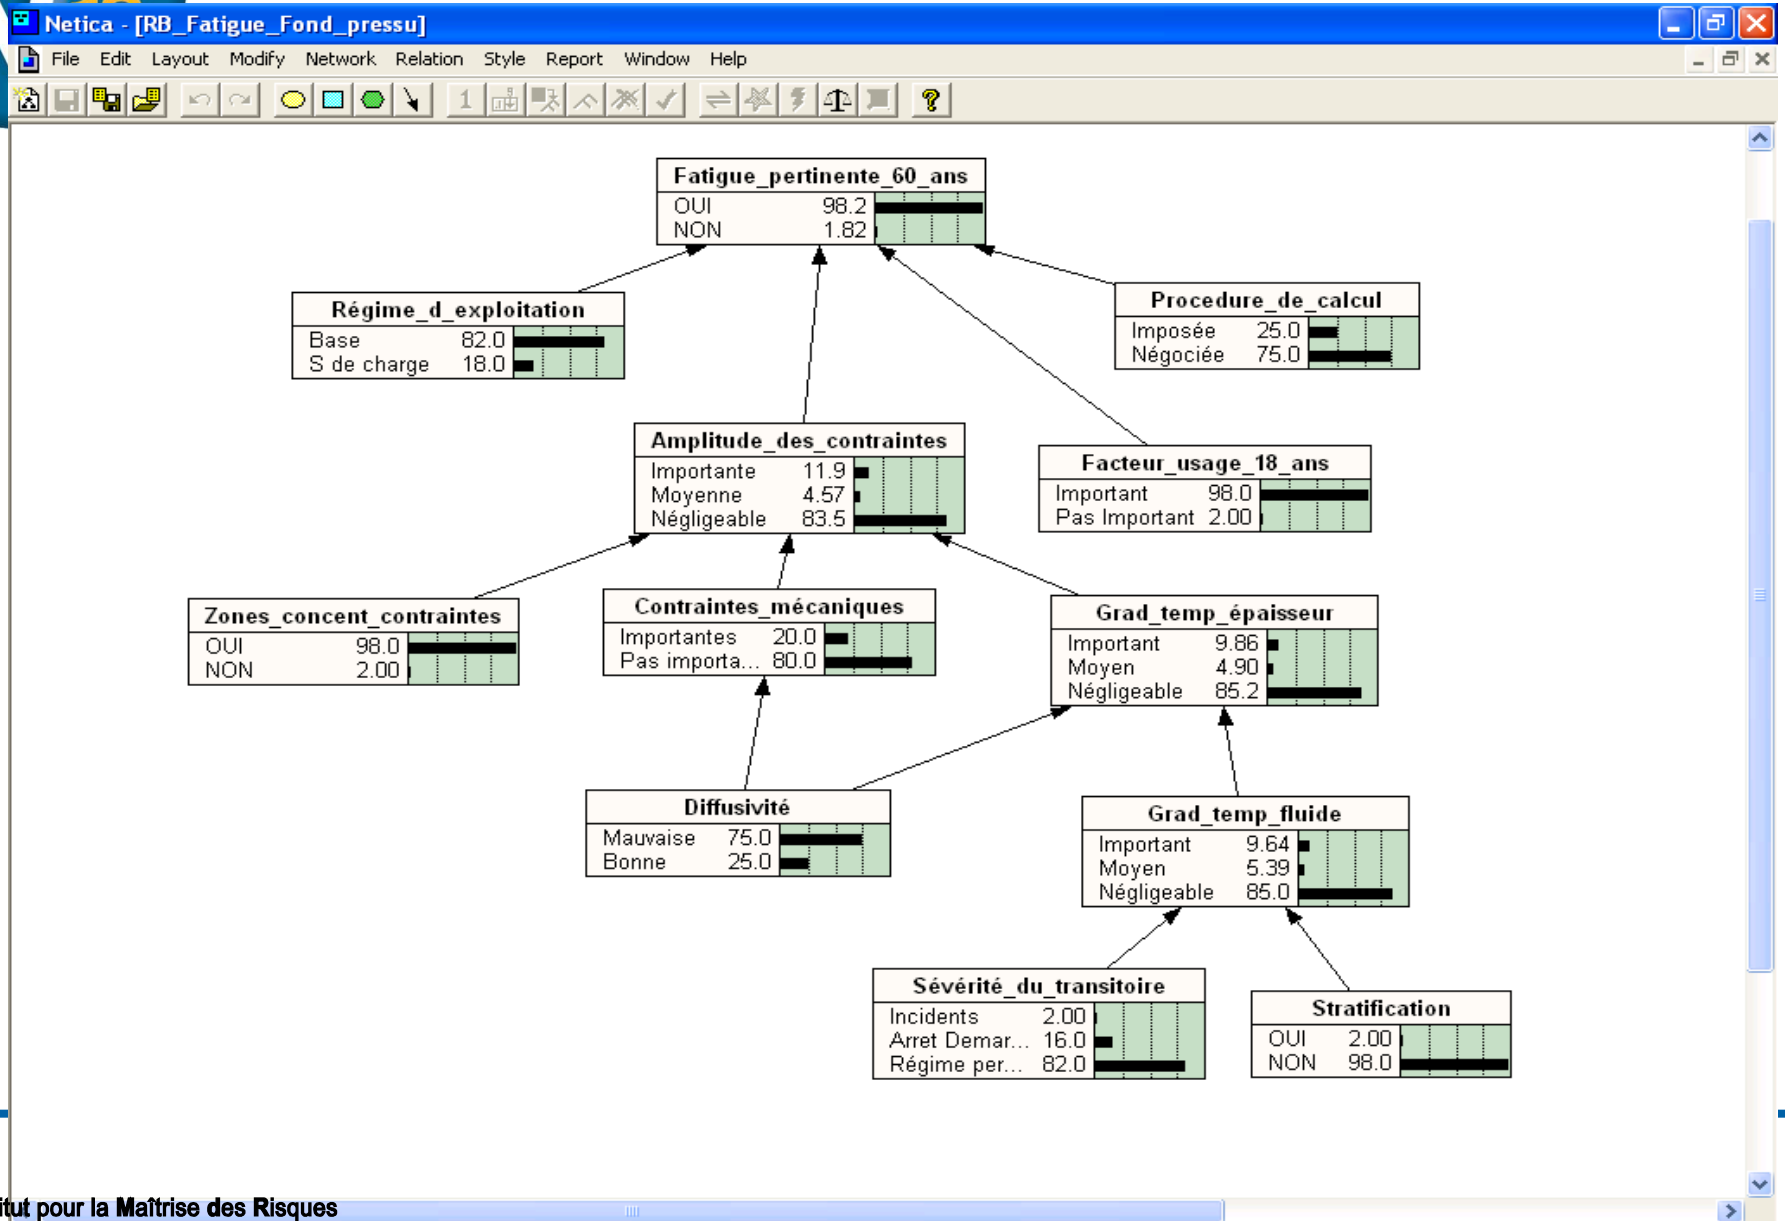 Netica - [RB_Fatigue_Fond_pressu]
File Edit Layout Modify Network Relation Style Report Window Help
1 ?
Fatigue_pertinente_60_ans
OUI 98.2
NON 1.82
Régime_d_exploitation
Base 82.0
S de charge 18.0
Procedure_de_calcul
Imposée 25.0
Négociée 75.0
Amplitude_des_contraintes
Importante 11.9
Moyenne 4.57
Négligeable 83.5
Facteur_usage_18_ans
Important 98.0
Pas Important 2.00
Zones_concent_contraintes
OUI 98.0
NON 2.00
Contraintes_mécaniques
Importantes 20.0
Pas importa... 80.0
Grad_temp_épaisseur
Important 9.86
Moyen 4.90
Négligeable 85.2
Diffusivité
Mauvaise 75.0
Bonne 25.0
Grad_temp_fluide
Important 9.64
Moyen 5.39
Négligeable 85.0
Sévérité_du_transitoire
Incidents 2.00
Arret Demar... 16.0
Régime per... 82.0
Stratification
OUI 2.00
NON 98.0
itut pour la Maîtrise des Risques